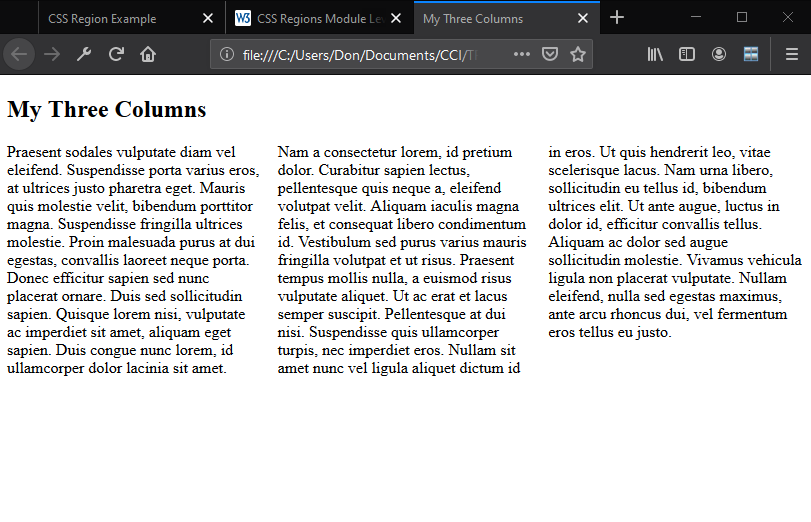 CSS Region Example
CSS Regions Module Le
My Three Columns
file:///C:/Users/Don/Documents/CCI/
My Three Columns
Praesent sodales vulputate diam vel
eleifend. Suspendisse porta varius eros,
at ultrices justo pharetra eget. Mauris
quis molestie velit, bibendum porttitor
magna. Suspendisse fringilla ultrices
molestie. Proin malesuada purus at dui
egestas, convallis laoreet neque porta.
Donec efficitur sapien sed nunc
placerat ornare. Duis sed sollicitudin
sapien. Quisque lorem nisi, vulputate
ac imperdiet sit amet, aliquam eget
sapien. Duis congue nunc lorem, id
ullamcorper dolor lacinia sit amet.
Nam a consectetur lorem, id pretium
dolor. Curabitur sapien lectus,
pellentesque quis neque a, eleifend
volutpat velit. Aliquam iaculis magna
felis, et consequat libero condimentum
id. Vestibulum sed purus varius mauris
fringilla volutpat et ut risus. Praesent
tempus mollis nulla, a euismod risus
vulputate aliquet. Ut ac erat et lacus
semper suscipit. Pellentesque at dui
nisi. Suspendisse quis ullamcorper
turpis, nec imperdiet eros. Nullam sit
amet nunc vel ligula aliquet dictum id
in eros. Ut quis hendrerit leo, vitae
scelerisque lacus. Nam urna libero,
sollicitudin eu tellus id, bibendum
ultrices elit. Ut ante augue, luctus in
dolor id, efficitur convallis tellus.
Aliquam ac dolor sed augue
sollicitudin molestie. Vivamus vehicula
ligula non placerat vulputate. Nullam
eleifend, nulla sed egestas maximus,
ante arcu rhoncus dui, vel fermentum
eros tellus eu justo.